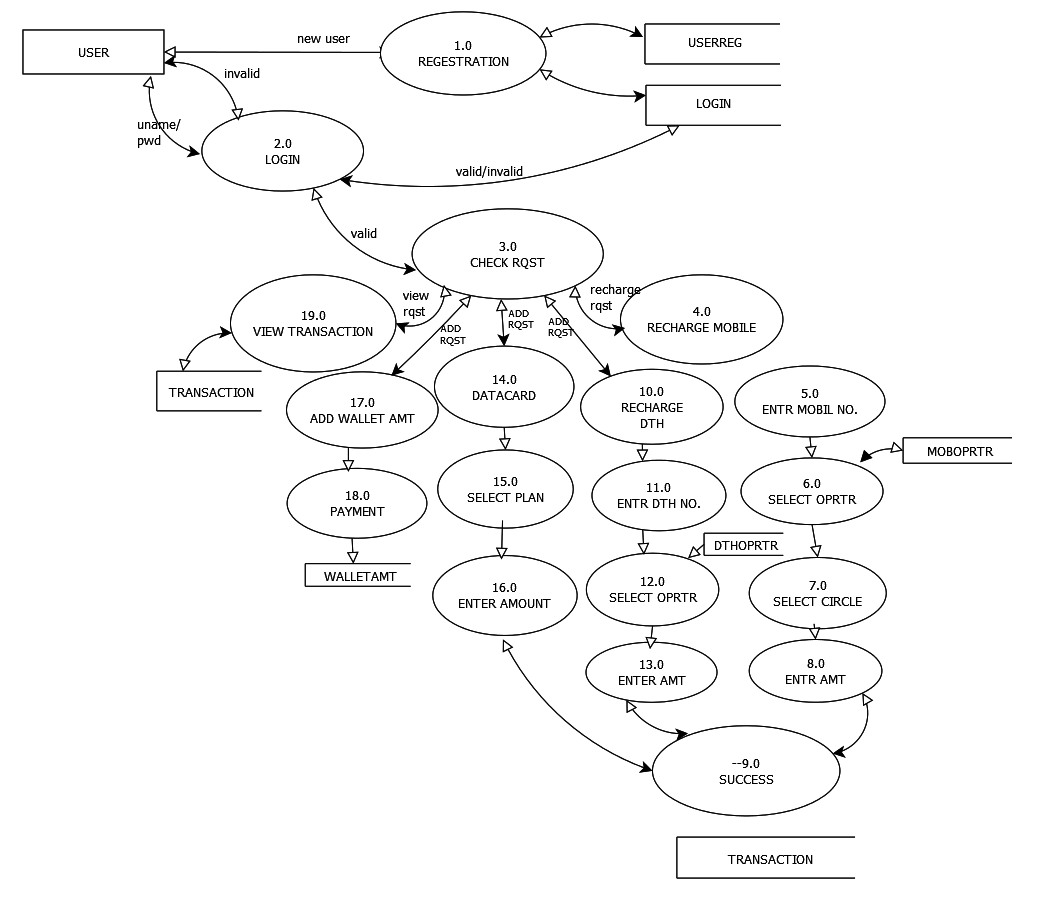 USER
new user
1.0
REGESTRATION
USERREG
LOGIN
invalid
uname/
pwd
2.0
LOGIN
valid/invalid
valid
3.0
CHECK RQST
view
rqst
ADD
RQST
ADD
RQST
ADD
RQST
recharge
rqst
19.0
VIEW TRANSACTION
4.0
RECHARGE MOBILE
TRANSACTION
17.0
ADD WALLET AMT
14.0
DATACARD
10.0
RECHARGE
DTH
5.0
ENTR MOBIL NO.
MOBOPRTR
18.0
PAYMENT
15.0
SELECT PLAN
11.0
ENTR DTH NO.
6.0
SELECT OPRTR
DTHOPRTR
WALLETAMT
16.0
ENTER AMOUNT
12.0
SELECT OPRTR
7.0
SELECT CIRCLE
13.0
ENTER AMT
8.0
ENTR AMT
--9.0
SUCCESS
TRANSACTION